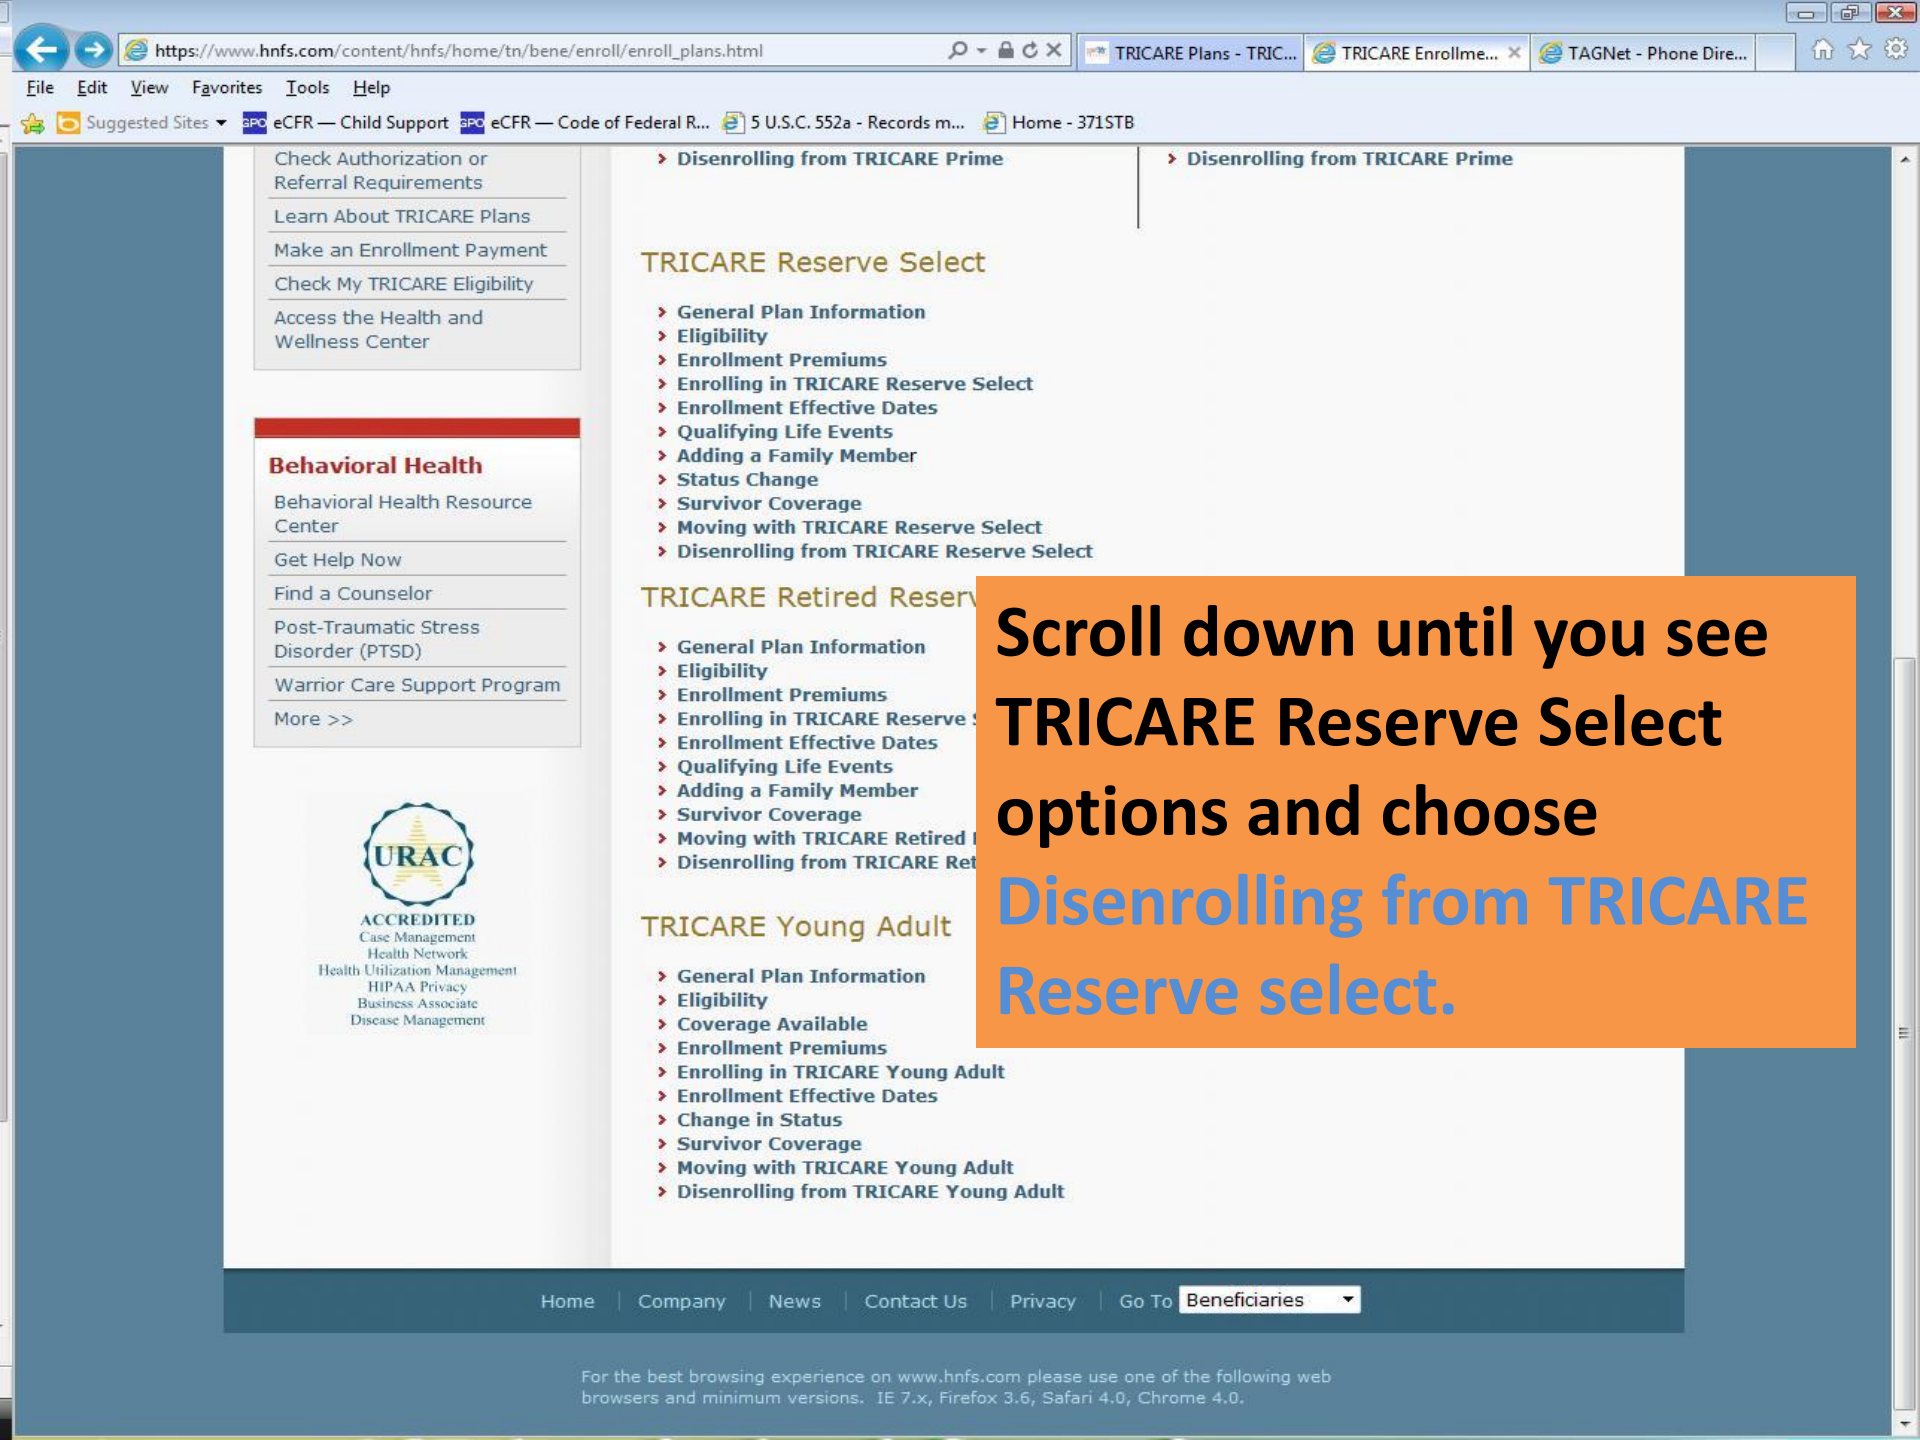 https://www.hnfs.com/content/hnfs/home/tn/bene/enroll/enroll_plans.html
TRICARE Plans - TRIC...
TRICARE Enrollme...
TAGNet - Phone Dire...
File Edit View Favorites Tools Help
Suggested Sites
GPO eCFR — Child Support
GPO eCFR — Code of Federal R...
5 U.S.C. 552a - Records m...
Home - 371STB
Check Authorization or
Referral Requirements
Learn About TRICARE Plans
Make an Enrollment Payment
Check My TRICARE Eligibility
Access the Health and
Wellness Center
Behavioral Health
Behavioral Health Resource
Center
Get Help Now
Find a Counselor
Post-Traumatic Stress
Disorder (PTSD)
Warrior Care Support Program
More >>
URAC
ACCREDITED
Case Management
Health Network
Health Utilization Management
HIPAA Privacy
Business Associate
Disease Management
Disenrolling from TRICARE Prime
Disenrolling from TRICARE Prime
TRICARE Reserve Select
General Plan Information
Eligibility
Enrollment Premiums
Enrolling in TRICARE Reserve Select
Enrollment Effective Dates
Qualifying Life Events
Adding a Family Member
Status Change
Survivor Coverage
Moving with TRICARE Reserve Select
Disenrolling from TRICARE Reserve Select
TRICARE Retired Reserv
General Plan Information
Eligibility
Enrollment Premiums
Enrolling in TRICARE Reserve
Enrollment Effective Dates
Qualifying Life Events
Adding a Family Member
Survivor Coverage
Moving with TRICARE Retired
Disenrolling from TRICARE Ret
TRICARE Young Adult
General Plan Information
Eligibility
Coverage Available
Enrollment Premiums
Enrolling in TRICARE Young Adult
Enrollment Effective Dates
Change in Status
Survivor Coverage
Moving with TRICARE Young Adult
Disenrolling from TRICARE Young Adult
Scroll down until you see
TRICARE Reserve Select
options and choose
Disenrolling from TRICARE
Reserve select.
Home | Company | News | Contact Us | Privacy | Go To Beneficiaries
For the best browsing experience on www.hnfs.com please use one of the following web
browsers and minimum versions. IE 7.x, Firefox 3.6, Safari 4.0, Chrome 4.0.